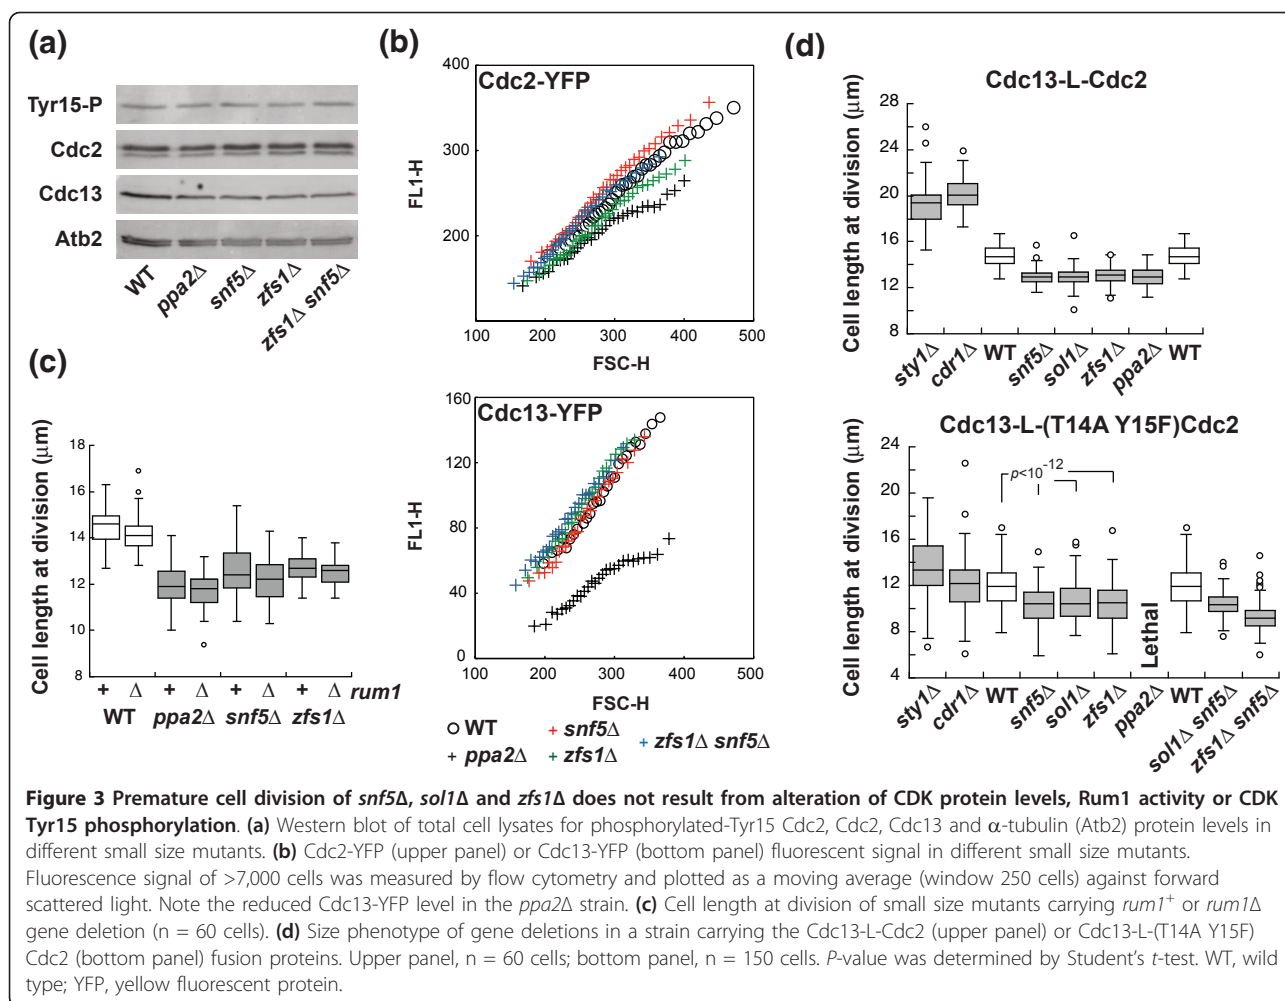 (a)
Tyr15-P
Cdc2
Cdc13
Atb2
WT
ppa2Δ
snf5Δ
zfs1Δ
zfs1Δ snf5Δ
(b)
Cdc2-YFP
FL1-H
400
300
200
100
100 200 300 400 500
FSC-H
Cdc13-YFP
FL1-H
160
120
80
40
0
100 200 300 400 500
FSC-H
WT
ppa2Δ
snf5Δ
zfs1Δ
zfs1Δ snf5Δ
(c)
Cell length at division (μm)
18
16
14
12
10
8
+ Δ + Δ + Δ + Δ rum1
WT ppa2Δ snf5Δ zfs1Δ
(d)
Cdc13-L-Cdc2
Cell length at division (μm)
28
24
20
16
12
8
sty1Δ
cdr1Δ
WT
snf5Δ
sol1Δ
zfs1Δ
ppa2Δ
WT
Cdc13-L-(T14A Y15F)Cdc2
Cell length at division (μm)
24
20
16
12
8
4
p<10-12
Lethal
sty1Δ
cdr1Δ
WT
snf5Δ
sol1Δ
zfs1Δ
ppa2Δ
WT
sol1Δ snf5Δ
zfs1Δ snf5Δ
Figure 3 Premature cell division of snf5Δ, sol1Δ and zfs1Δ does not result from alteration of CDK protein levels, Rum1 activity or CDK
Tyr15 phosphorylation. (a) Western blot of total cell lysates for phosphorylated-Tyr15 Cdc2, Cdc2, Cdc13 and α-tubulin (Atb2) protein levels in
different small size mutants. (b) Cdc2-YFP (upper panel) or Cdc13-YFP (bottom panel) fluorescent signal in different small size mutants.
Fluorescence signal of >7,000 cells was measured by flow cytometry and plotted as a moving average (window 250 cells) against forward
scattered light. Note the reduced Cdc13-YFP level in the ppa2Δ strain. (c) Cell length at division of small size mutants carrying rum1+ or rum1Δ
gene deletion (n = 60 cells). (d) Size phenotype of gene deletions in a strain carrying the Cdc13-L-Cdc2 (upper panel) or Cdc13-L-(T14A Y15F)
Cdc2 (bottom panel) fusion proteins. Upper panel, n = 60 cells; bottom panel, n = 150 cells. P-value was determined by Student's t-test. WT, wild
type; YFP, yellow fluorescent protein.